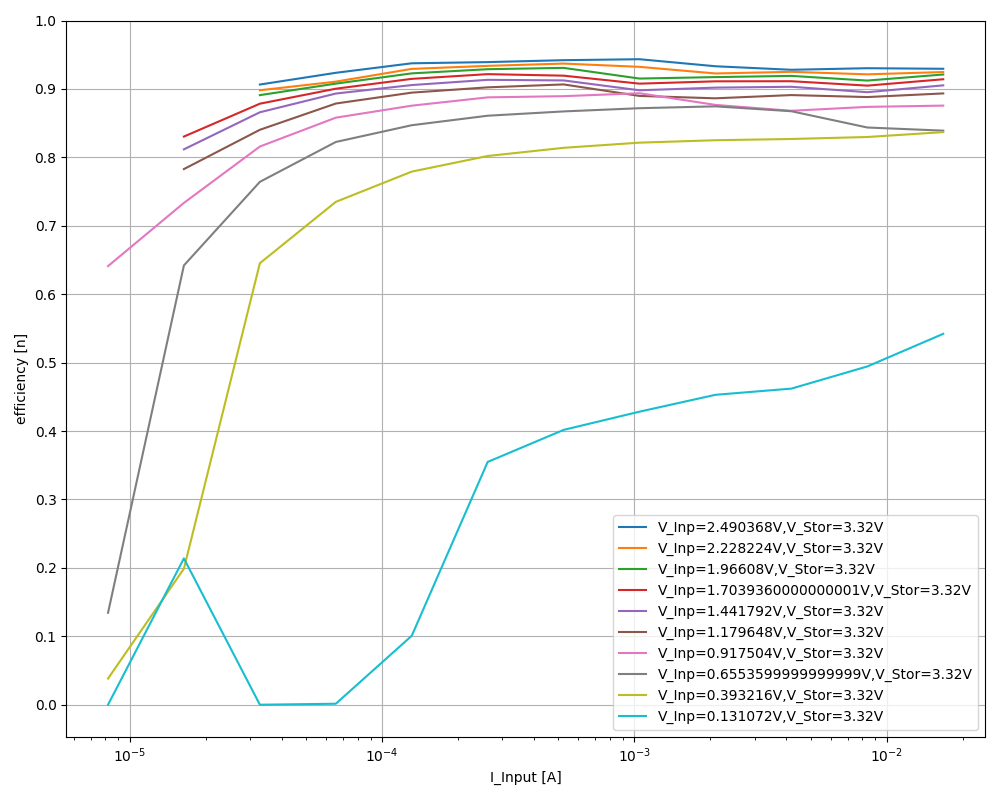 1.0
0.9
0.8
0.7
0.6
0.5
0.4
0.3
0.2
0.1
0.0
efficiency [n]
10⁻⁵ 10⁻⁴ 10⁻³ 10⁻²
I_Input [A]
V_Inp=2.490368V,V_Stor=3.32V
V_Inp=2.228224V,V_Stor=3.32V
V_Inp=1.96608V,V_Stor=3.32V
V_Inp=1.7039360000000001V,V_Stor=3.32V
V_Inp=1.441792V,V_Stor=3.32V
V_Inp=1.179648V,V_Stor=3.32V
V_Inp=0.917504V,V_Stor=3.32V
V_Inp=0.6553599999999999V,V_Stor=3.32V
V_Inp=0.393216V,V_Stor=3.32V
V_Inp=0.131072V,V_Stor=3.32V